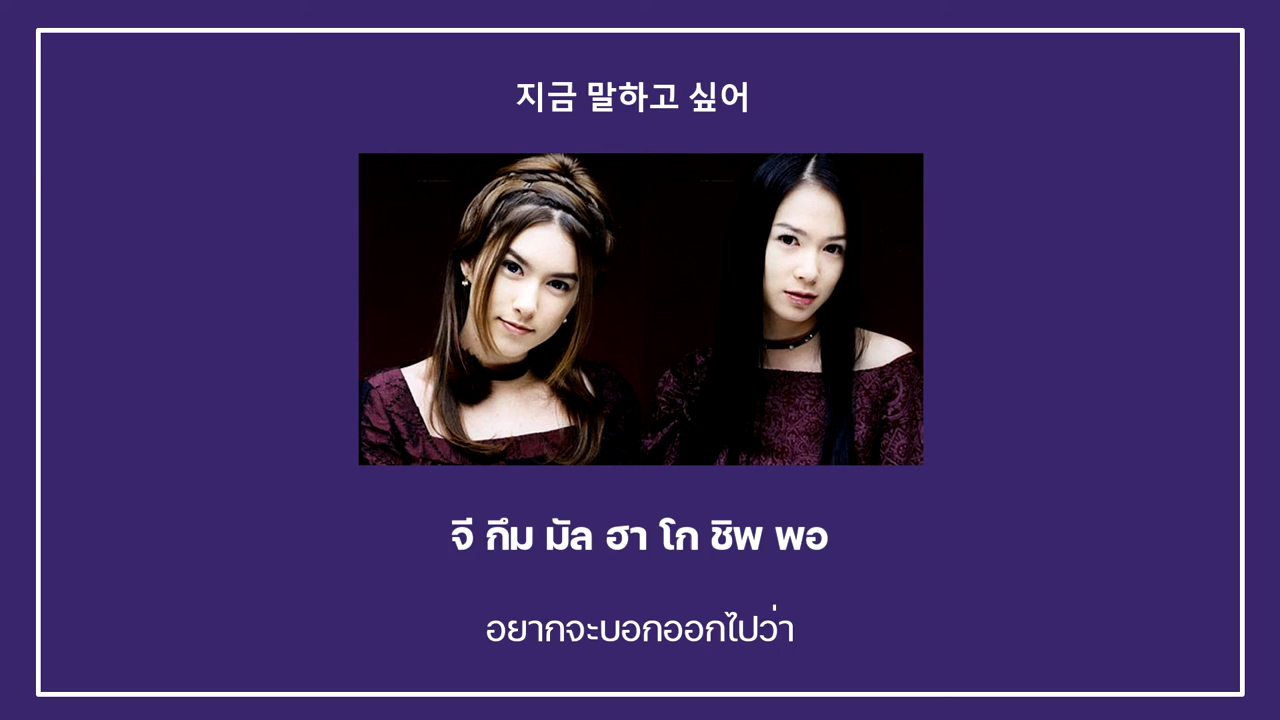 지금 말하고 싶어
จี กึม มัล ฮา โก ชิพ พอ
อยากจะบอกออกไปว่า